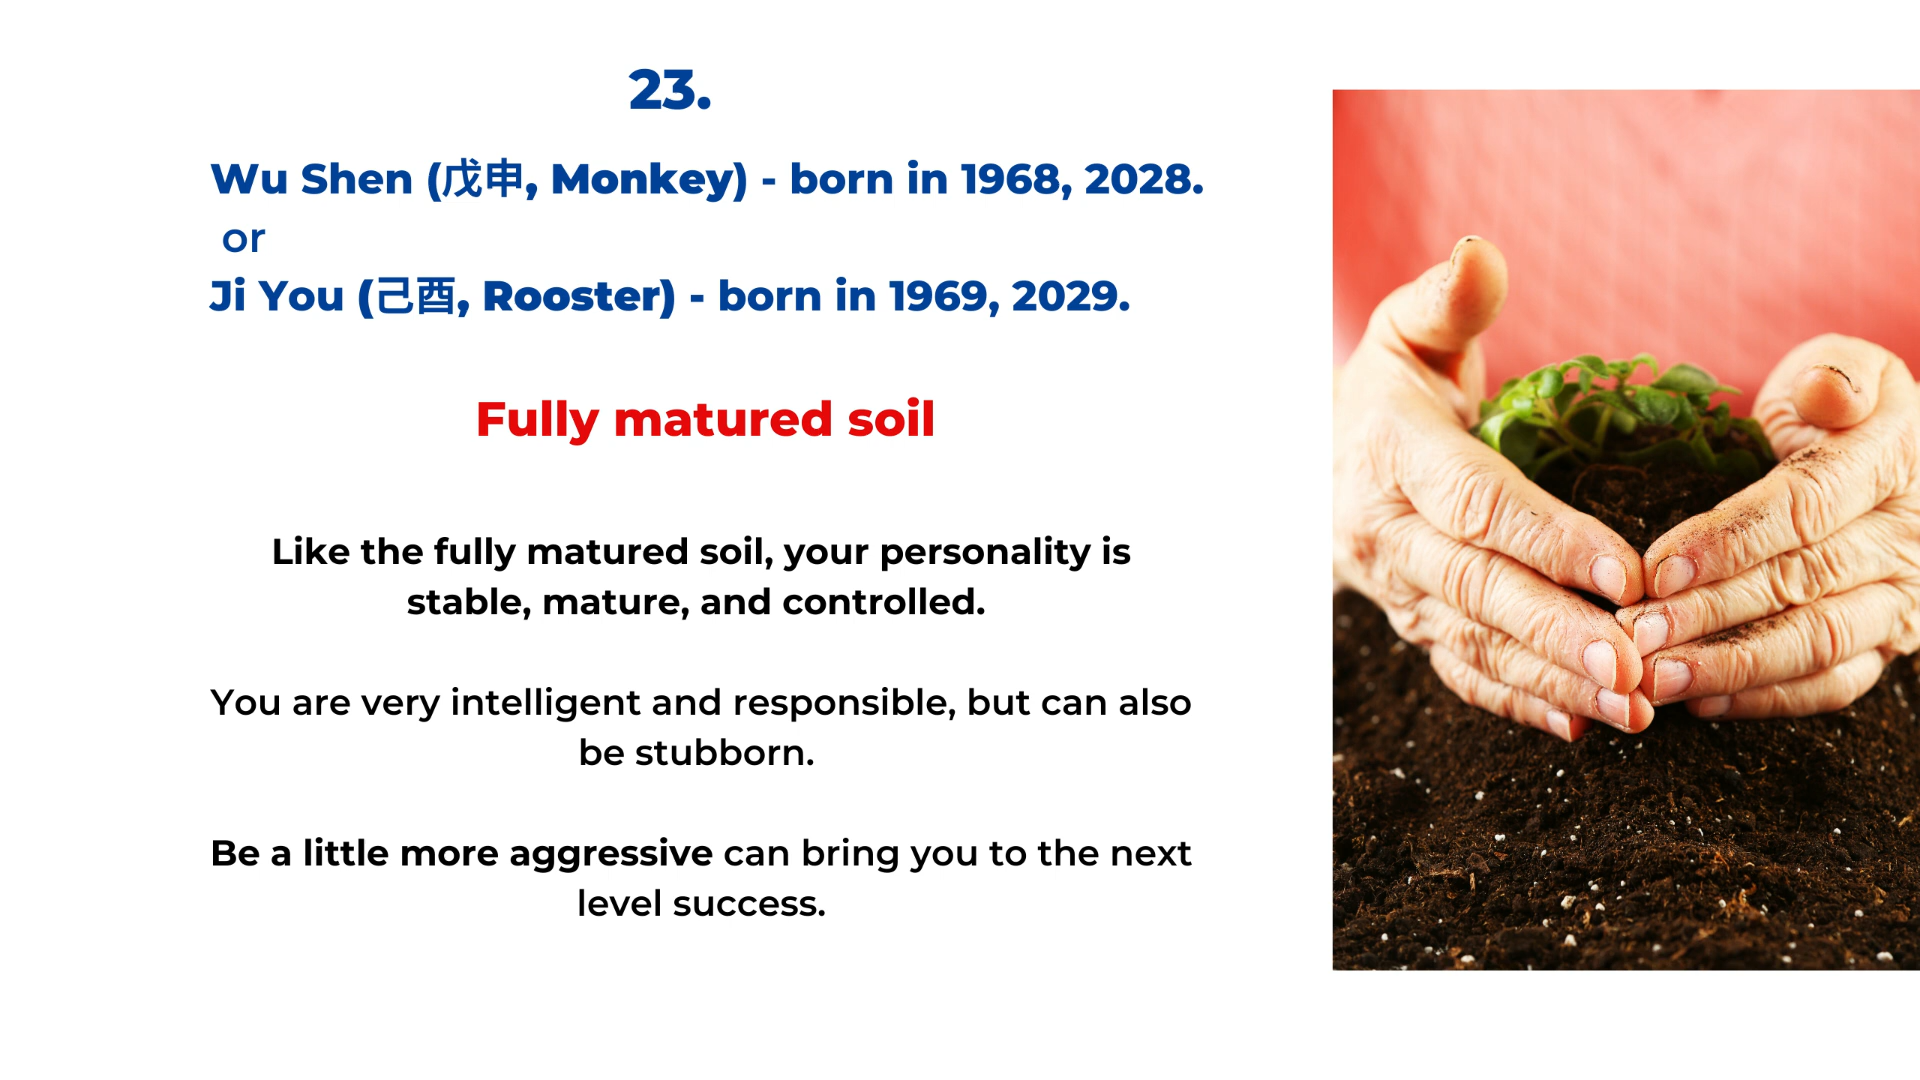 23.
Wu Shen (戊申, Monkey) - born in 1968, 2028.
or
Ji You (己酉, Rooster) - born in 1969, 2029.
Fully matured soil
Like the fully matured soil, your personality is
stable, mature, and controlled.
You are very intelligent and responsible, but can also
be stubborn.
Be a little more aggressive can bring you to the next
level success.